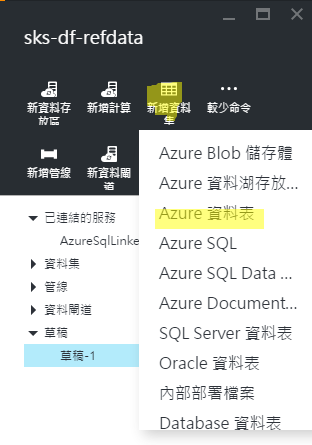 sks-df-refdata
新資料存放區
新增計算
新增資料集
較少命令
新增管線
新資料閘道
Azure Blob 儲存體
Azure 資料湖存放...
Azure 資料表
Azure SQL
Azure SQL Data ...
Azure Document...
SQL Server 資料表
Oracle 資料表
內部部署檔案
Database 資料表
已連結的服務
AzureSqlLinke
資料集
管線
資料閘道
草稿
草稿-1